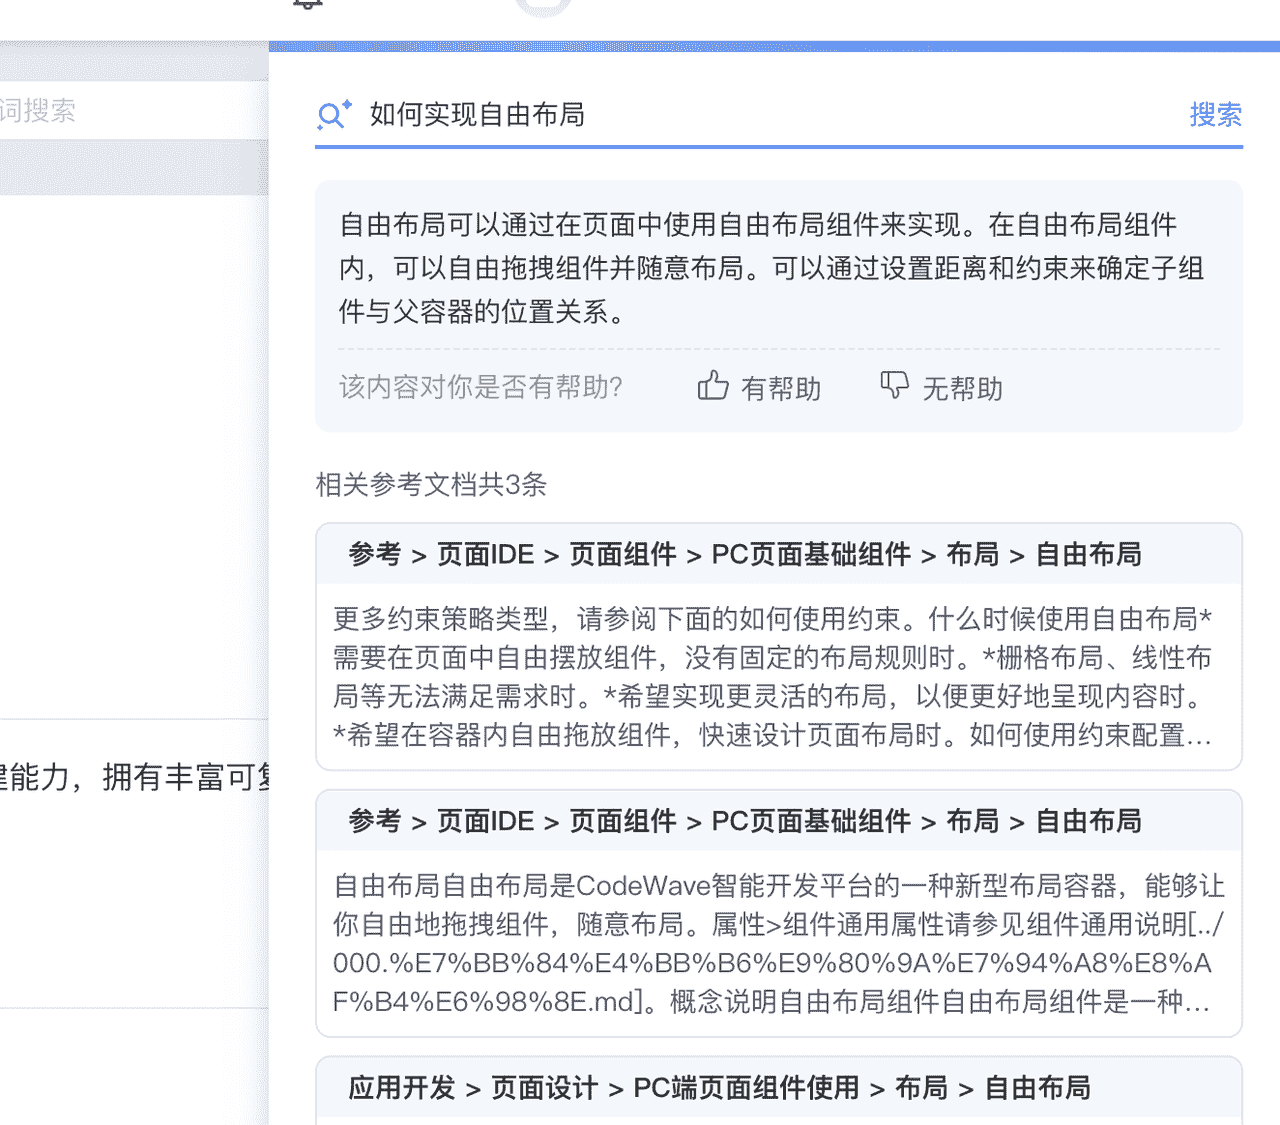 词搜索
如何实现自由布局
搜索
自由布局可以通过在页面中使用自由布局组件来实现。在自由布局组件
内，可以自由拖拽组件并随意布局。可以通过设置距离和约束来确定子组
件与父容器的位置关系。
该内容对你是否有帮助?
有帮助
无帮助
相关参考文档共3条
参考 > 页面IDE > 页面组件 > PC页面基础组件 > 布局 > 自由布局
更多约束策略类型，请参阅下面的如何使用约束。什么时候使用自由布局*
需要在页面中自由摆放组件，没有固定的布局规则时。*栅格布局、线性布
局等无法满足需求时。*希望实现更灵活的布局，以便更好地呈现内容时。
*希望在容器内自由拖放组件，快速设计页面布局时。如何使用约束配置...
能力，拥有丰富可
参考 > 页面IDE > 页面组件 > PC页面基础组件 > 布局 > 自由布局
自由布局自由布局是CodeWave智能开发平台的一种新型布局容器，能够让
你自由地拖拽组件，随意布局。属性>组件通用属性请参见组件通用说明[../
000.%E7%BB%84%E4%BB%B6%E9%80%9A%E7%94%A8%E8%A
F%B4%E6%98%8E.md]。概念说明自由布局组件自由布局组件是一种...
应用开发 > 页面设计 > PC端页面组件使用 > 布局 > 自由布局